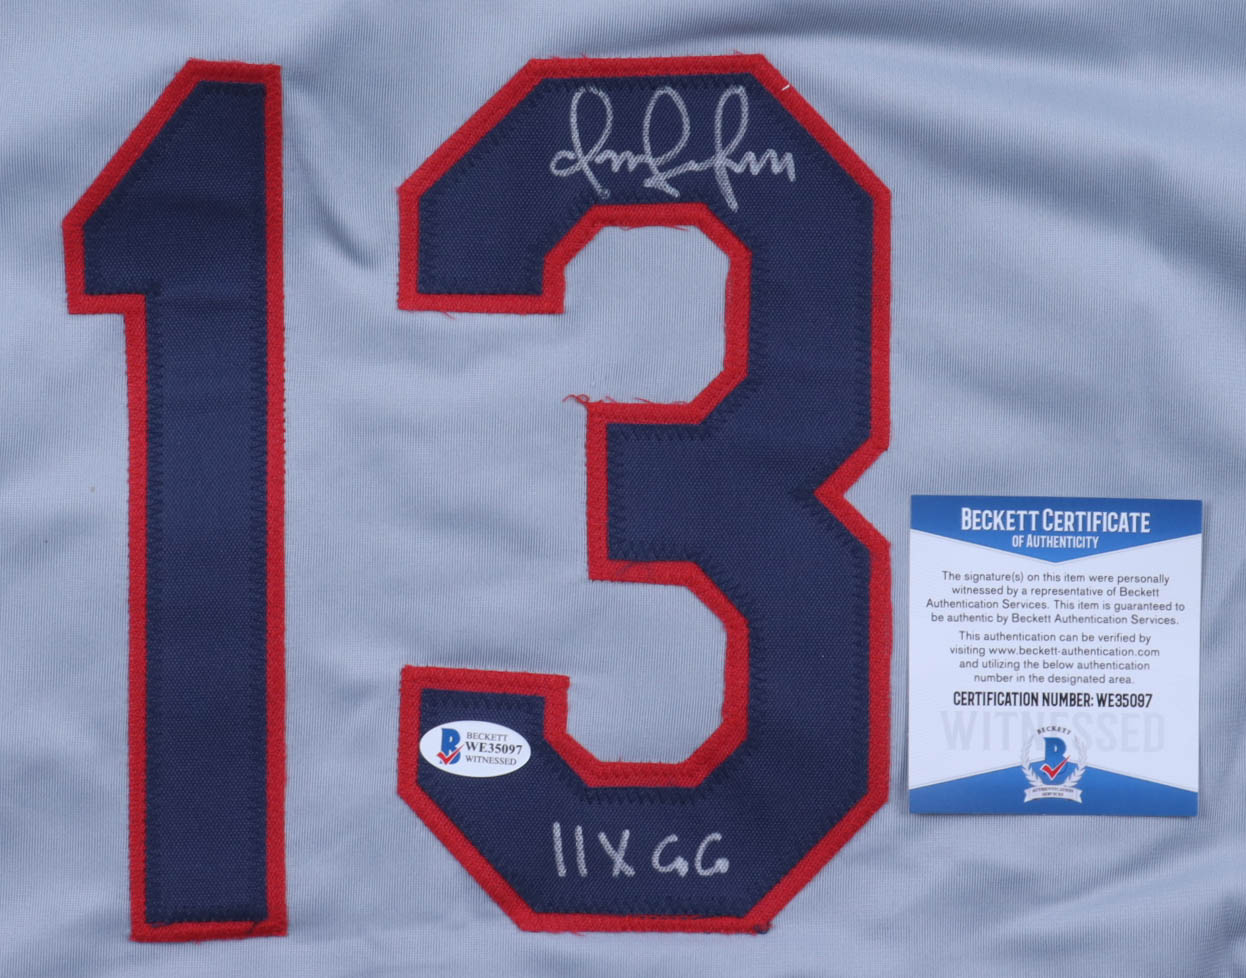 13
11X GG
BECKETT
WE35097
WITNESSED
BECKETT CERTIFICATE
OF AUTHENTICITY
The signature(s) on this item were personally
witnessed by a representative of Beckett
Authentication Services. This item is guaranteed to
be authentic by Beckett Authentication Services.
This authentication can be verified by
visiting www.beckett-authentication.com
and utilizing the below authentication
number in the designated area.
CERTIFICATION NUMBER: WE35097
WITNESSED
BECKETT
AUTHENTICATION
SERVICES